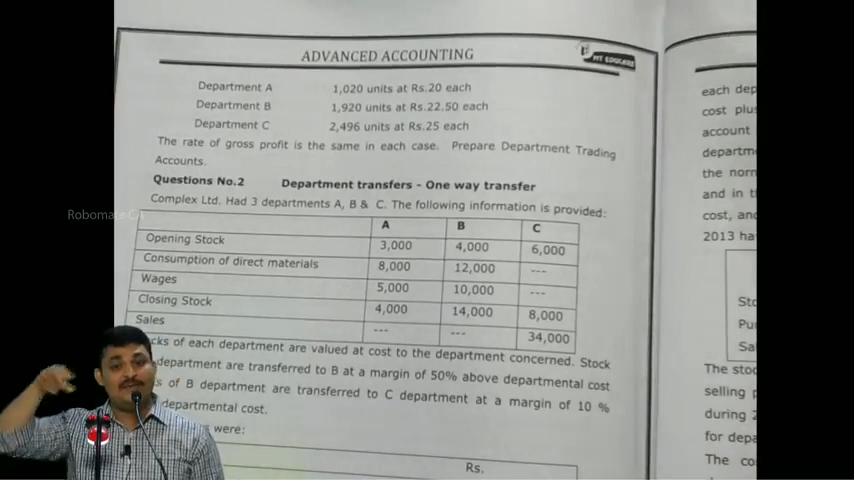 ADVANCED ACCOUNTING
MT EDUCARE
Department A 1,020 units at Rs.20 each
Department B 1,920 units at Rs.22.50 each
Department C 2,496 units at Rs.25 each
The rate of gross profit is the same in each case. Prepare Department Trading
Accounts.
Questions No.2 Department transfers - One way transfer
Complex Ltd. Had 3 departments A, B & C. The following information is provided:
A B C
Opening Stock 3,000 4,000 6,000
Consumption of direct materials 8,000 12,000 ---
Wages 5,000 10,000 ---
Closing Stock 4,000 14,000 8,000
Sales --- --- 34,000
of each department are valued at cost to the department concerned. Stock
department are transferred to B at a margin of 50% above departmental cost
of B department are transferred to C department at a margin of 10 %
departmental cost.
were:
Rs.
each dep
cost plus
account
departme
the norm
and in t
cost, and
2013 ha
Sto
Pur
Sa
The stoc
selling p
during 2
for depa
The co
Robomate CA